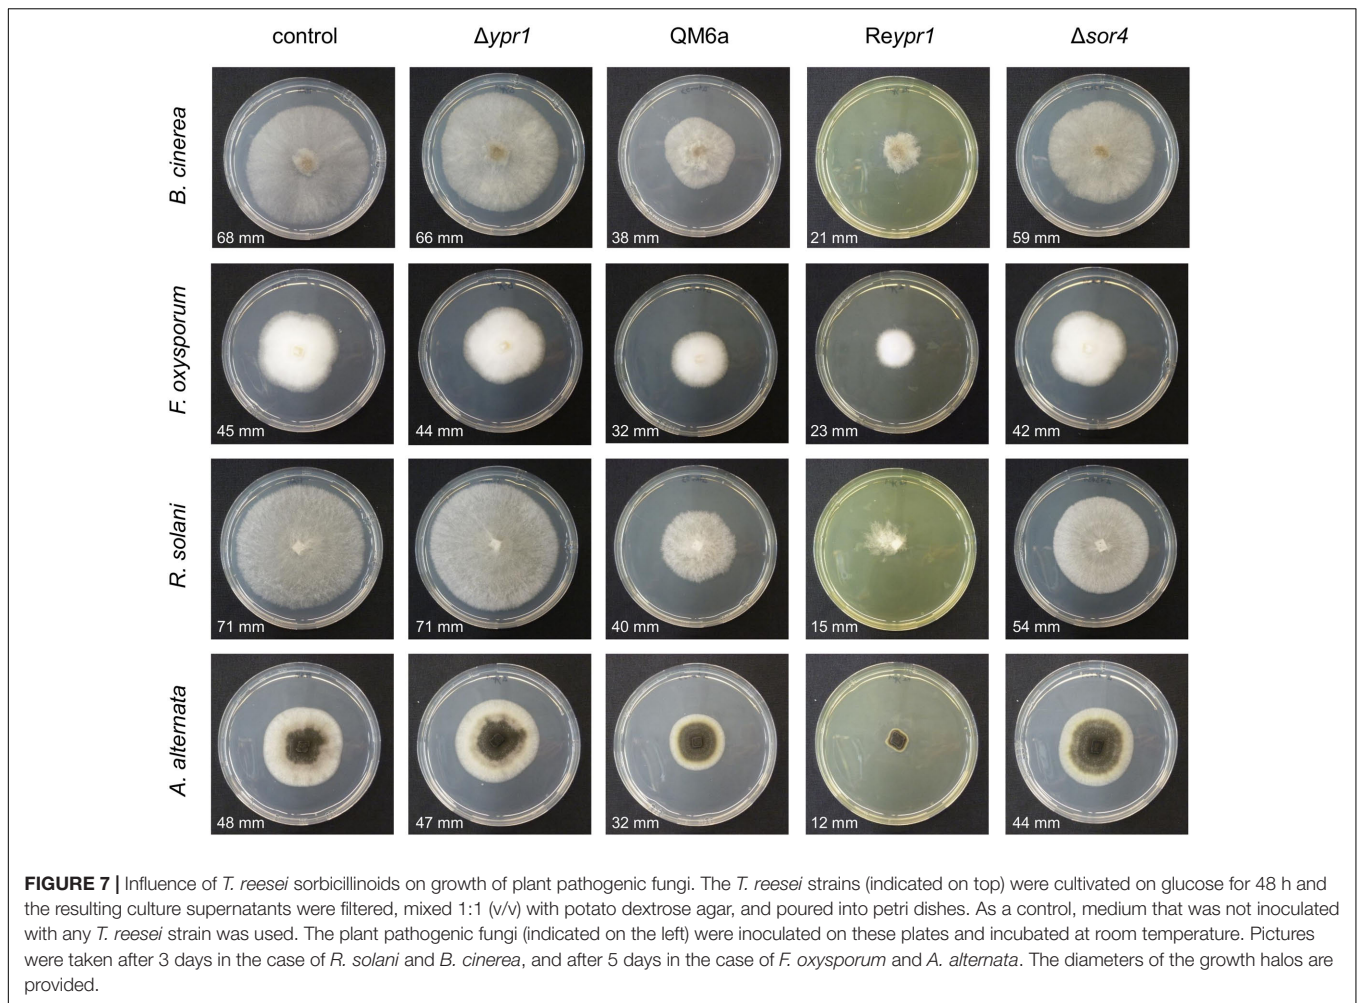 control Δypr1 QM6a Reypr1 Δsor4
B. cinerea
68 mm 66 mm 38 mm 21 mm 59 mm
F. oxysporum
45 mm 44 mm 32 mm 23 mm 42 mm
R. solani
71 mm 71 mm 40 mm 15 mm 54 mm
A. alternata
48 mm 47 mm 32 mm 12 mm 44 mm
FIGURE 7 | Influence of T. reesei sorbicillinoids on growth of plant pathogenic fungi. The T. reesei strains (indicated on top) were cultivated on glucose for 48 h and
the resulting culture supernatants were filtered, mixed 1:1 (v/v) with potato dextrose agar, and poured into petri dishes. As a control, medium that was not inoculated
with any T. reesei strain was used. The plant pathogenic fungi (indicated on the left) were inoculated on these plates and incubated at room temperature. Pictures
were taken after 3 days in the case of R. solani and B. cinerea, and after 5 days in the case of F. oxysporum and A. alternata. The diameters of the growth halos are
provided.